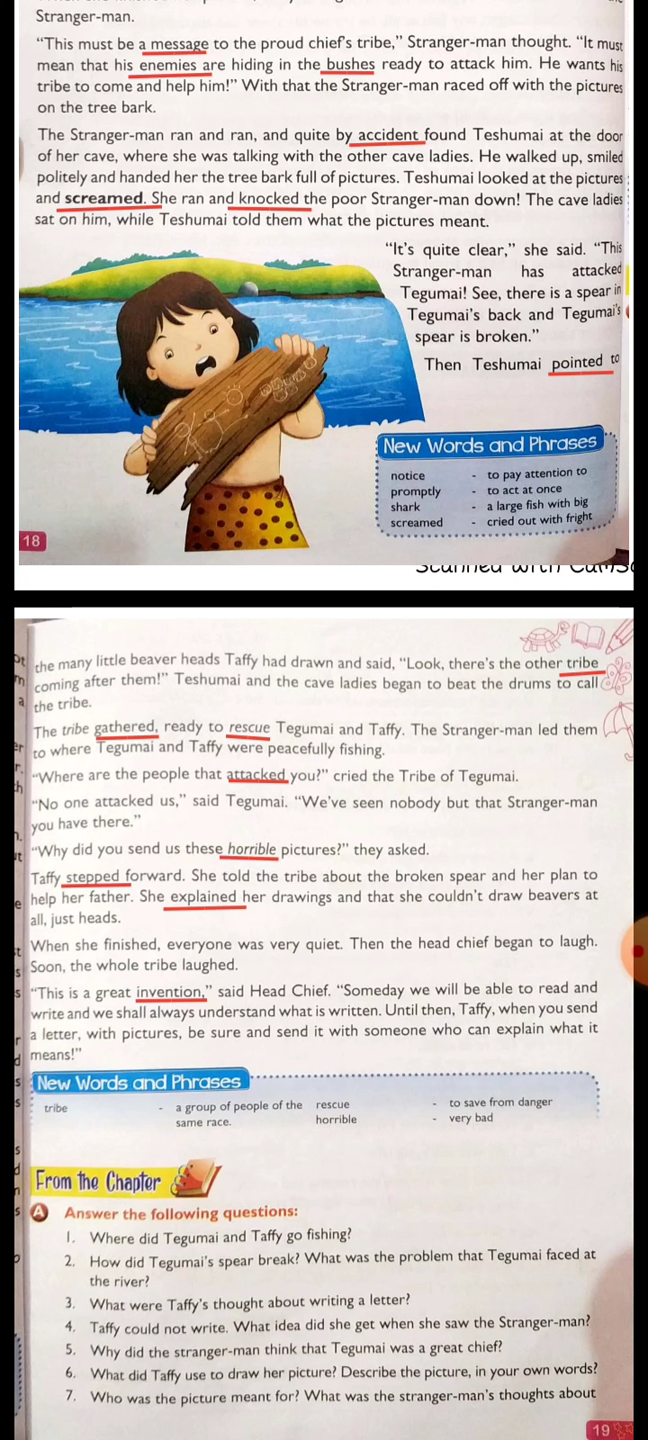 Stranger-man.
"This must be a message to the proud chief's tribe," Stranger-man thought. "It must
mean that his enemies are hiding in the bushes ready to attack him. He wants his
tribe to come and help him!" With that the Stranger-man raced off with the pictures
on the tree bark.
The Stranger-man ran and ran, and quite by accident found Teshumai at the door
of her cave, where she was talking with the other cave ladies. He walked up, smiled
politely and handed her the tree bark full of pictures. Teshumai looked at the pictures
and screamed. She ran and knocked the poor Stranger-man down! The cave ladies
sat on him, while Teshumai told them what the pictures meant.
"It's quite clear," she said. "This
Stranger-man has attacked
Tegumai! See, there is a spear in
Tegumai's back and Tegumai's
spear is broken."
Then Teshumai pointed to
New Words and Phrases
notice - to pay attention to
promptly - to act at once
shark - a large fish with big
screamed - cried out with fright
18
Scanned with CamSc
the many little beaver heads Taffy had drawn and said, "Look, there's the other tribe
coming after them!" Teshumai and the cave ladies began to beat the drums to call
the tribe.
The tribe gathered, ready to rescue Tegumai and Taffy. The Stranger-man led them
to where Tegumai and Taffy were peacefully fishing.
"Where are the people that attacked you?" cried the Tribe of Tegumai.
"No one attacked us," said Tegumai. "We've seen nobody but that Stranger-man
you have there."
"Why did you send us these horrible pictures?" they asked.
Taffy stepped forward. She told the tribe about the broken spear and her plan to
help her father. She explained her drawings and that she couldn't draw beavers at
all, just heads.
When she finished, everyone was very quiet. Then the head chief began to laugh.
Soon, the whole tribe laughed.
"This is a great invention," said Head Chief. "Someday we will be able to read and
write and we shall always understand what is written. Until then, Taffy, when you send
a letter, with pictures, be sure and send it with someone who can explain what it
means!"
New Words and Phrases
tribe - a group of people of the rescue - to save from danger
same race. horrible - very bad
From the Chapter
A Answer the following questions:
1. Where did Tegumai and Taffy go fishing?
2. How did Tegumai's spear break? What was the problem that Tegumai faced at
the river?
3. What were Taffy's thought about writing a letter?
4. Taffy could not write. What idea did she get when she saw the Stranger-man?
5. Why did the stranger-man think that Tegumai was a great chief?
6. What did Taffy use to draw her picture? Describe the picture, in your own words?
7. Who was the picture meant for? What was the stranger-man's thoughts about
19